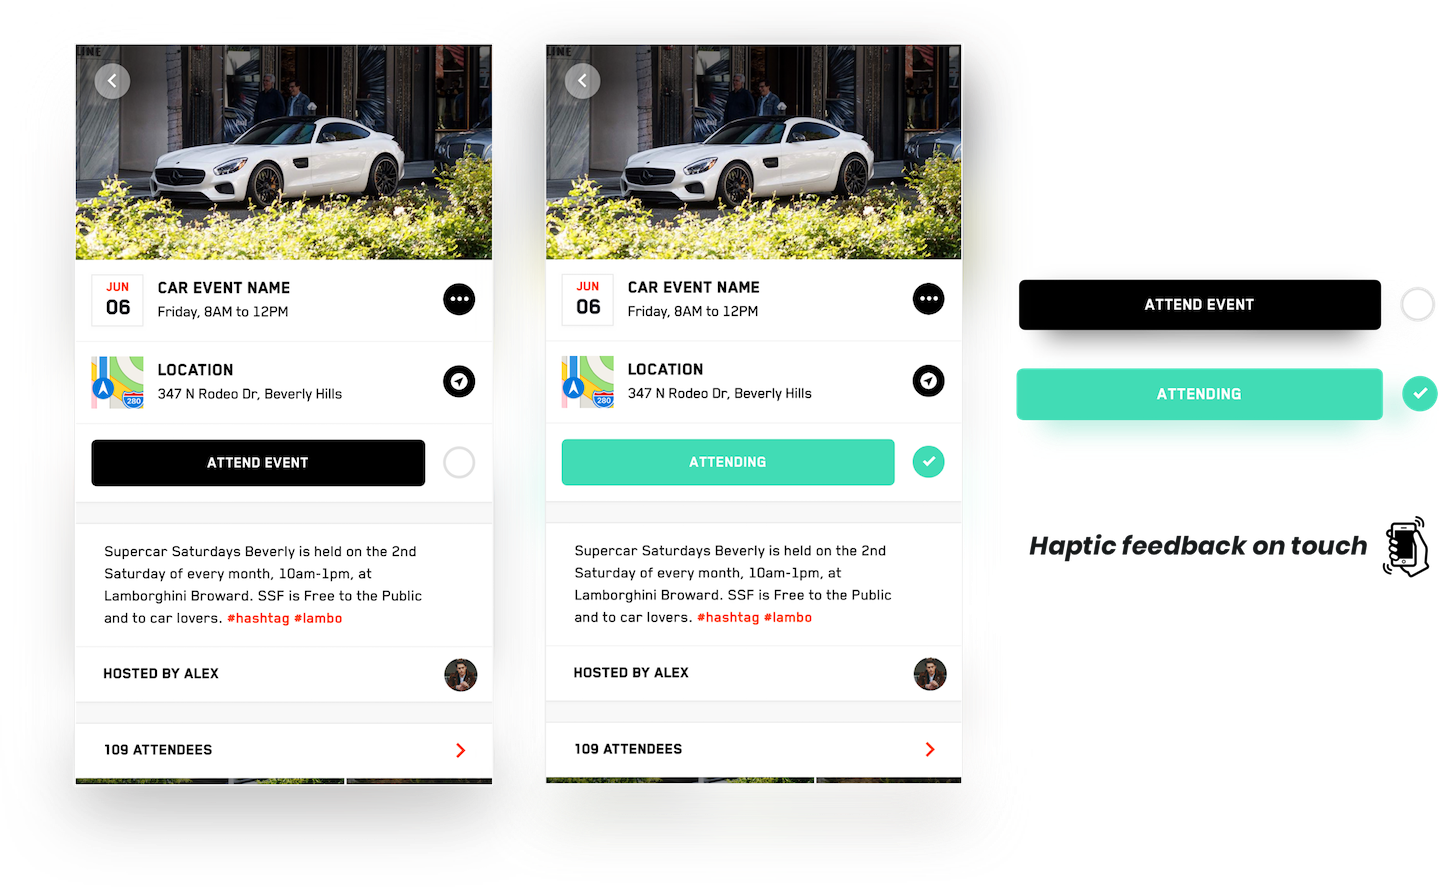 LINE
JUN
06
CAR EVENT NAME
Friday, 8AM to 12PM
LOCATION
347 N Rodeo Dr, Beverly Hills
280
ATTEND EVENT
Supercar Saturdays Beverly is held on the 2nd
Saturday of every month, 10am-1pm, at
Lamborghini Broward. SSF is Free to the Public
and to car lovers. #hashtag #lambo
HOSTED BY ALEX
109 ATTENDEES
LINE
JUN
06
CAR EVENT NAME
Friday, 8AM to 12PM
LOCATION
347 N Rodeo Dr, Beverly Hills
280
ATTENDING
Supercar Saturdays Beverly is held on the 2nd
Saturday of every month, 10am-1pm, at
Lamborghini Broward. SSF is Free to the Public
and to car lovers. #hashtag #lambo
HOSTED BY ALEX
109 ATTENDEES
ATTEND EVENT
ATTENDING
Haptic feedback on touch